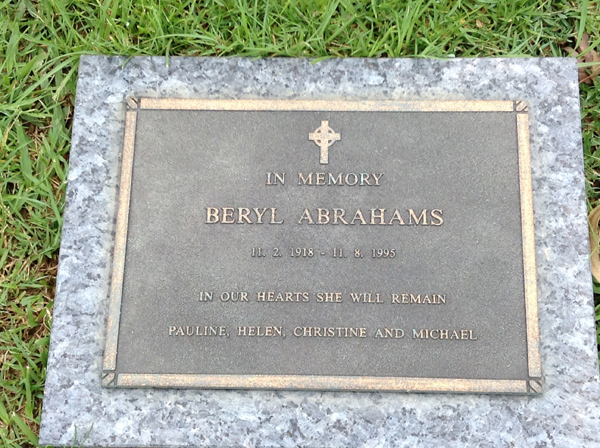 IN MEMORY
BERYL ABRAHAMS
11. 2. 1918 - 11. 8. 1995
IN OUR HEARTS SHE WILL REMAIN
PAULINE, HELEN, CHRISTINE AND MICHAEL